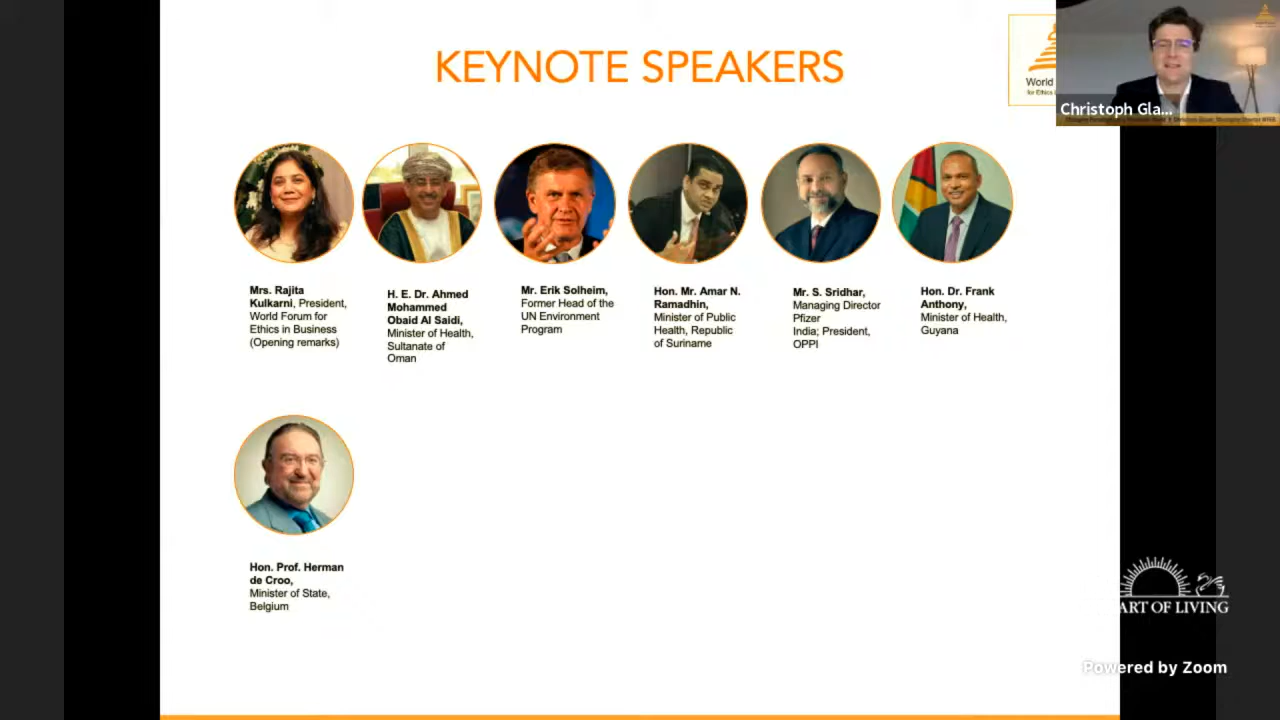 KEYNOTE SPEAKERS
World
for Ethics
Christoph Gla...
Mrs. Rajita
Kulkarni, President,
World Forum for
Ethics in Business
(Opening remarks)
H. E. Dr. Ahmed
Mohammed
Obaid Al Saidi,
Minister of Health,
Sultanate of
Oman
Mr. Erik Solheim,
Former Head of the
UN Environment
Program
Hon. Mr. Amar N.
Ramadhin,
Minister of Public
Health, Republic
of Suriname
Mr. S. Sridhar,
Managing Director
Pfizer
India; President,
OPPI
Hon. Dr. Frank
Anthony,
Minister of Health,
Guyana
Hon. Prof. Herman
de Croo,
Minister of State,
Belgium
ART OF LIVING
Powered by Zoom